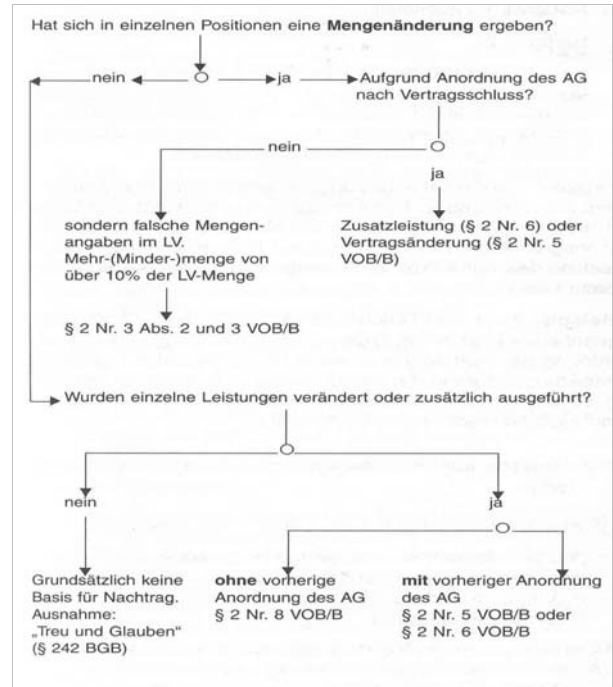 Hat sich in einzelnen Positionen eine Mengenänderung ergeben?
nein
ja
Aufgrund Anordnung des AG
nach Vertragsschluss?
nein
ja
sondern falsche Mengen-
angaben im LV.
Mehr-(Minder-)menge von
über 10% der LV-Menge
Zusatzleistung (§ 2 Nr. 6) oder
Vertragsänderung (§ 2 Nr. 5
VOB/B)
§ 2 Nr. 3 Abs. 2 und 3 VOB/B
Wurden einzelne Leistungen verändert oder zusätzlich ausgeführt?
nein
ja
Grundsätzlich keine
Basis für Nachtrag.
Ausnahme:
„Treu und Glauben“
(§ 242 BGB)
ohne vorherige
Anordnung des AG
§ 2 Nr. 8 VOB/B
mit vorheriger Anordnung
des AG
§ 2 Nr. 5 VOB/B oder
§ 2 Nr. 6 VOB/B